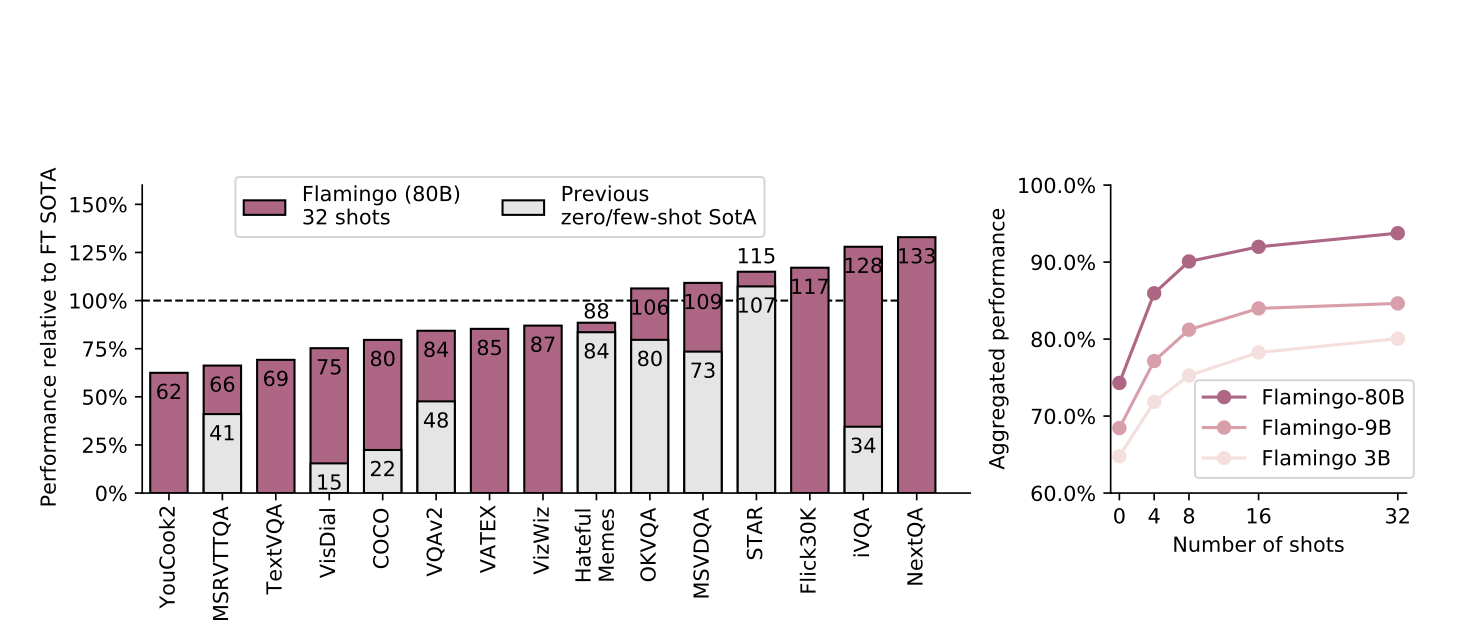 Performance relative to FT SOTA
150%
125%
100%
75%
50%
25%
0%
Flamingo (80B)
32 shots
Previous
zero/few-shot SotA
62
66
41
69
75
15
80
22
84
48
85
87
88
84
106
80
109
73
115
107
117
128
34
133
YouCook2
MSRVTTQA
TextVQA
VisDial
COCO
VQAv2
VATEX
VizWiz
Hateful
Memes
OKVQA
MSVDQA
STAR
Flick30K
iVQA
NextQA
Aggregated performance
100.0%
90.0%
80.0%
70.0%
60.0%
Flamingo-80B
Flamingo-9B
Flamingo 3B
0 4 8 16 32
Number of shots